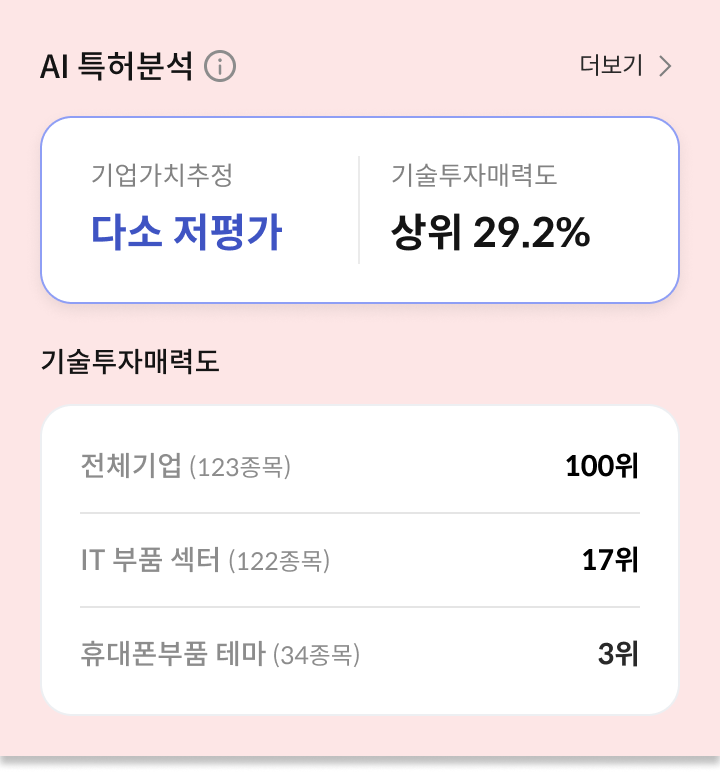 AI 특허분석
더보기
기업가치추정
다소 저평가
기술투자매력도
상위 29.2%
기술투자매력도
전체기업 (123종목) 100위
IT 부품 섹터 (122종목) 17위
휴대폰부품 테마 (34종목) 3위